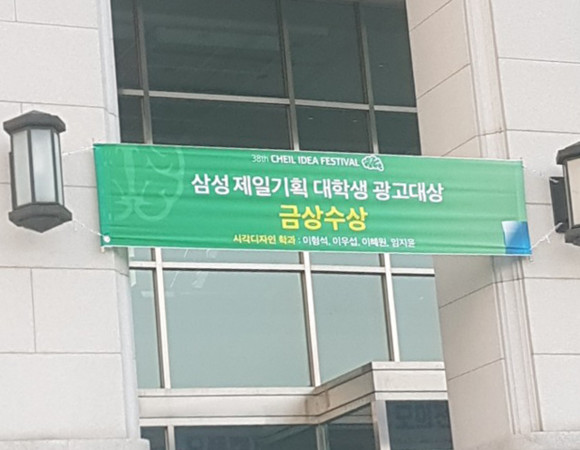 38th CHEIL IDEA FESTIVAL
삼성 제일기획 대학생 광고대상
금상수상
시각디자인 학과 : 이형석, 이우섭, 이혜원, 임지윤